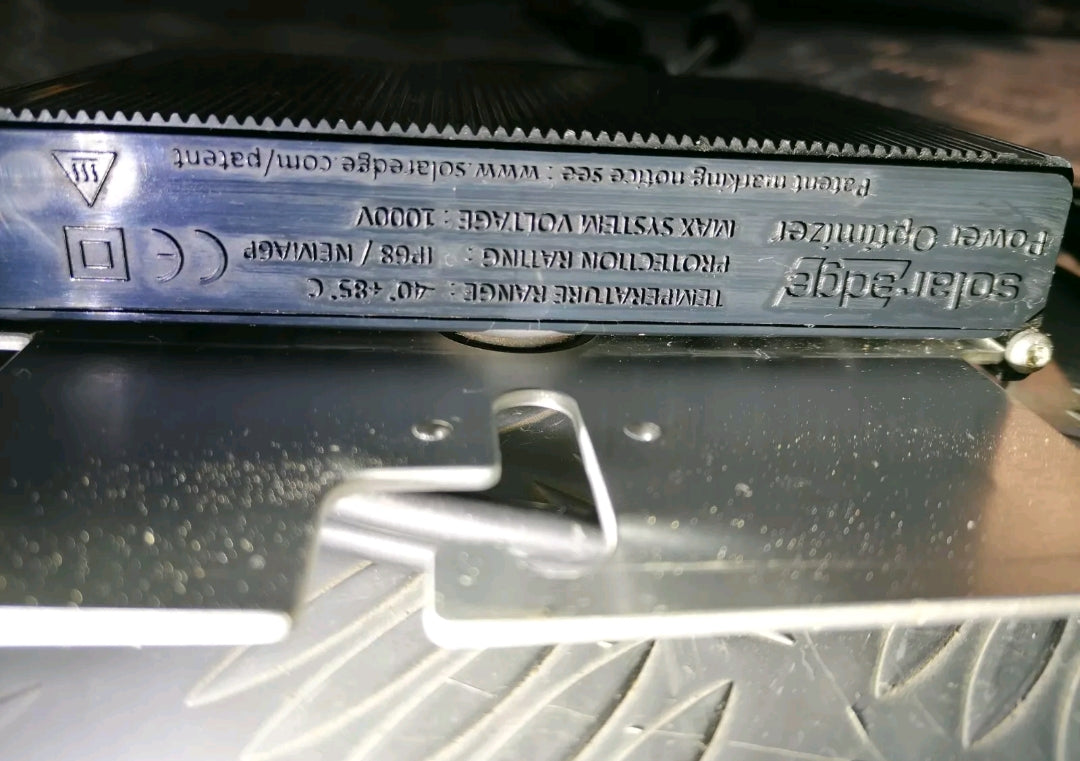 solaredge
Power Optimizer
TEMPERATURE RANGE : -40°+85°C
PROTECTION RATING : IP68 / NEMA6P
MAX SYSTEM VOLTAGE : 1000V
CE
Patent marking notice see : www.solaredge.com/patent